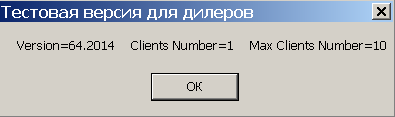 Тестовая версия для дилеров
Version=64.2014 Clients Number=1 Max Clients Number=10
OK